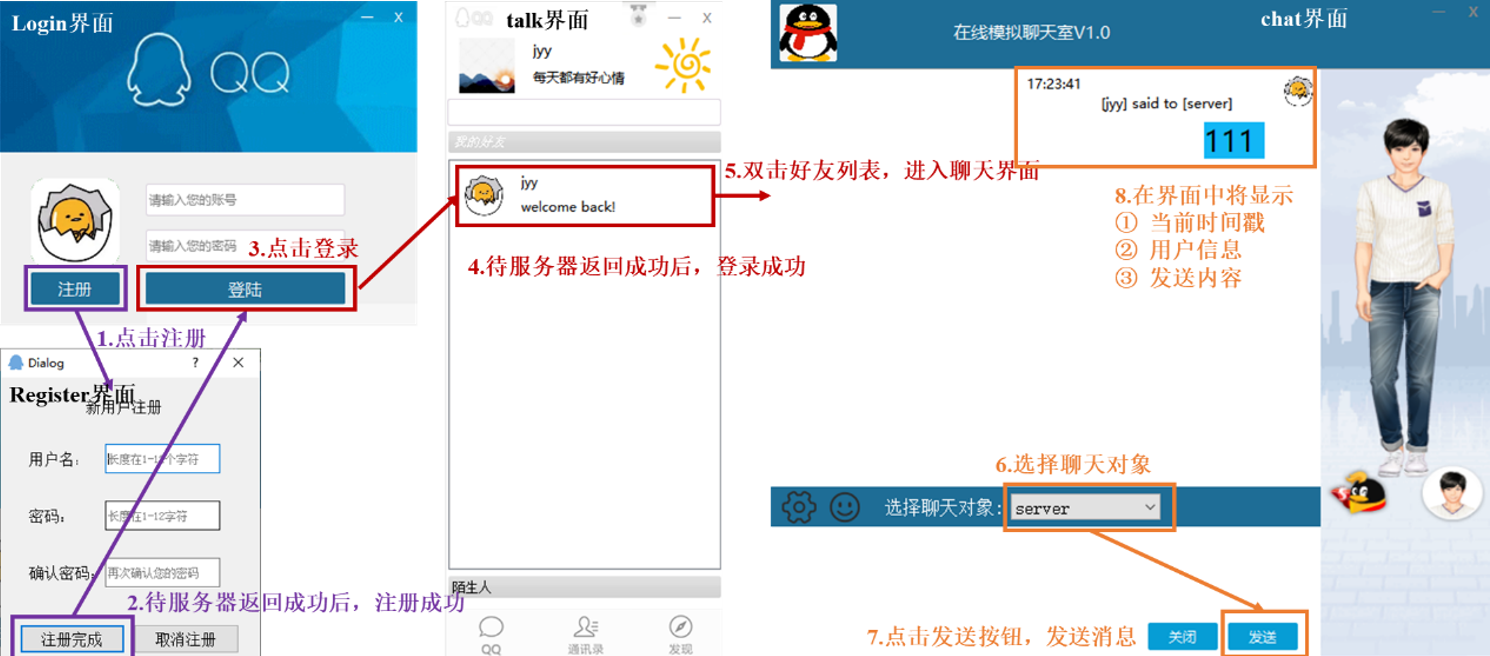 Login界面
QQ
请输入您的账号
请输入您的密码
3.点击登录
注册
登陆
1.点击注册
Dialog
?
Register界面
新用户注册
用户名:
长度在1-12个字符
密码:
长度在1-12字符
确认密码:
再次确认您的密码
2.待服务器返回成功后，注册成功
注册完成
取消注册
QQ
talk界面
jyy
每天都有好心情
我的好友
jyy
welcome back!
4.待服务器返回成功后，登录成功
5.双击好友列表，进入聊天界面
陌生人
QQ
通讯录
发现
在线模拟聊天室V1.0
chat界面
17:23:41
[jyy] said to [server]
111
8.在界面中将显示
① 当前时间戳
② 用户信息
③ 发送内容
6.选择聊天对象
选择聊天对象:
server
7.点击发送按钮，发送消息
关闭
发送